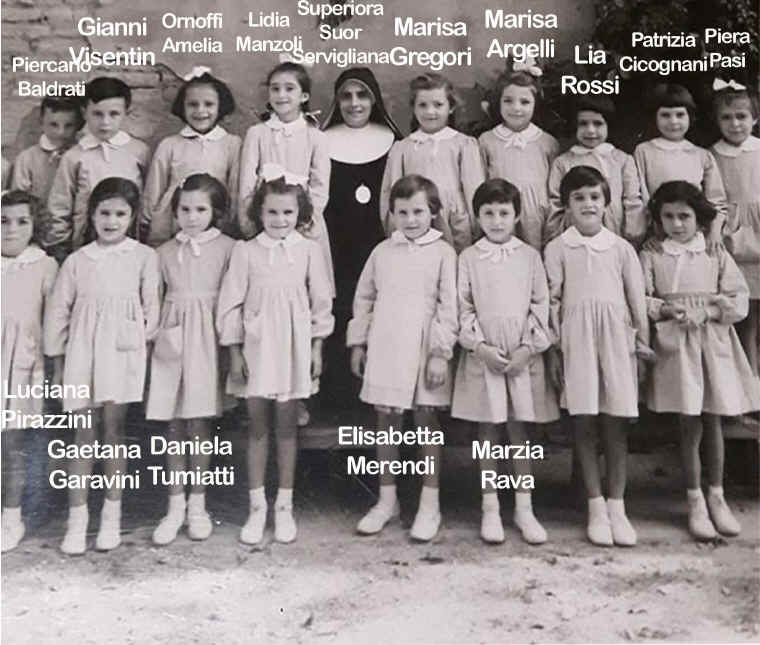 Piercarlo
Baldrati
Gianni
Visentin
Ornoffi
Amelia
Lidia
Manzoli
Superiora
Suor
Servigliana
Marisa
Gregori
Marisa
Argelli
Lia
Rossi
Patrizia
Cicognani
Piera
Pasi
Luciana
Pirazzini
Gaetana
Garavini
Daniela
Tumiatti
Elisabetta
Merendi
Marzia
Rava